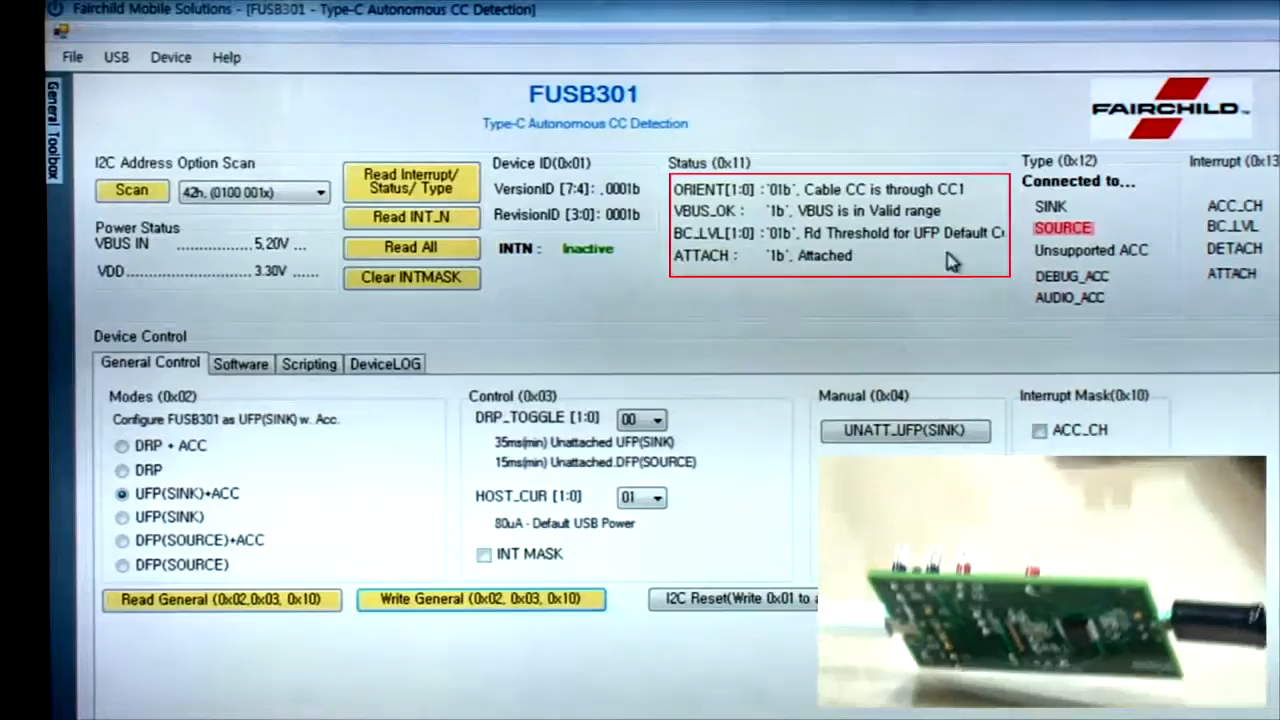 Fairchild Mobile Solutions - [FUSB301 - Type-C Autonomous CC Detection]
File USB Device Help
General Toolbox
FUSB301
Type-C Autonomous CC Detection
FAIRCHILD
I2C Address Option Scan
Scan
42h, (0100 001x)
Power Status
VBUS IN .................... 5,20V ....
VDD........................... 3.30V ......
Read Interrupt/
Status/ Type
Read INT_N
Read All
Clear INTMASK
Device ID(0x01)
VersionID [7:4]: , 0001b
RevisionID [3:0]: 0001b
INTN : Inactive
Status (0x11)
ORIENT[1:0] :'01b', Cable CC is through CC1
VBUS_OK : '1b', VBUS is in Valid range
BC_LVL[1:0] :'01b', Rd Threshold for UFP Default
ATTACH : '1b', Attached
Type (0x12)
Connected to...
SINK
SOURCE
Unsupported ACC
DEBUG_ACC
AUDIO_ACC
Interrupt (0x13
ACC_CH
BC_LVL
DETACH
ATTACH
Device Control
General Control Software Scripting DeviceLOG
Modes (0x02)
Configure FUSB301 as UFP(SINK) w. Acc.
DRP + ACC
DRP
UFP(SINK)+ACC
UFP(SINK)
DFP(SOURCE)+ACC
DFP(SOURCE)
Control (0x03)
DRP_TOGGLE [1:0] 00
35ms(min) Unattached UFP(SINK)
15ms(min) Unattached DFP(SOURCE)
HOST_CUR [1:0] 01
80uA - Default USB Power
INT MASK
Manual (0x04)
UNATT_UFP(SINK)
Interrupt Mask(0x10)
ACC_CH
Read General (0x02,0x03, 0x10)
Write General (0x02, 0x03, 0x10)
I2C Reset(Write 0x01 to